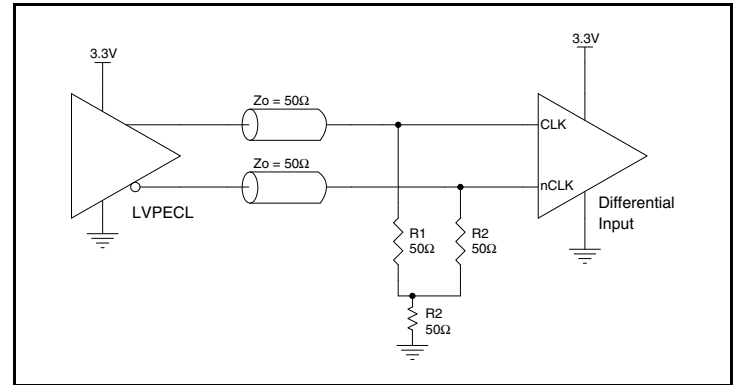 3.3V
3.3V
Zo = 50Ω
CLK
Zo = 50Ω
nCLK
LVPECL
Differential
Input
R1
50Ω
R2
50Ω
R2
50Ω